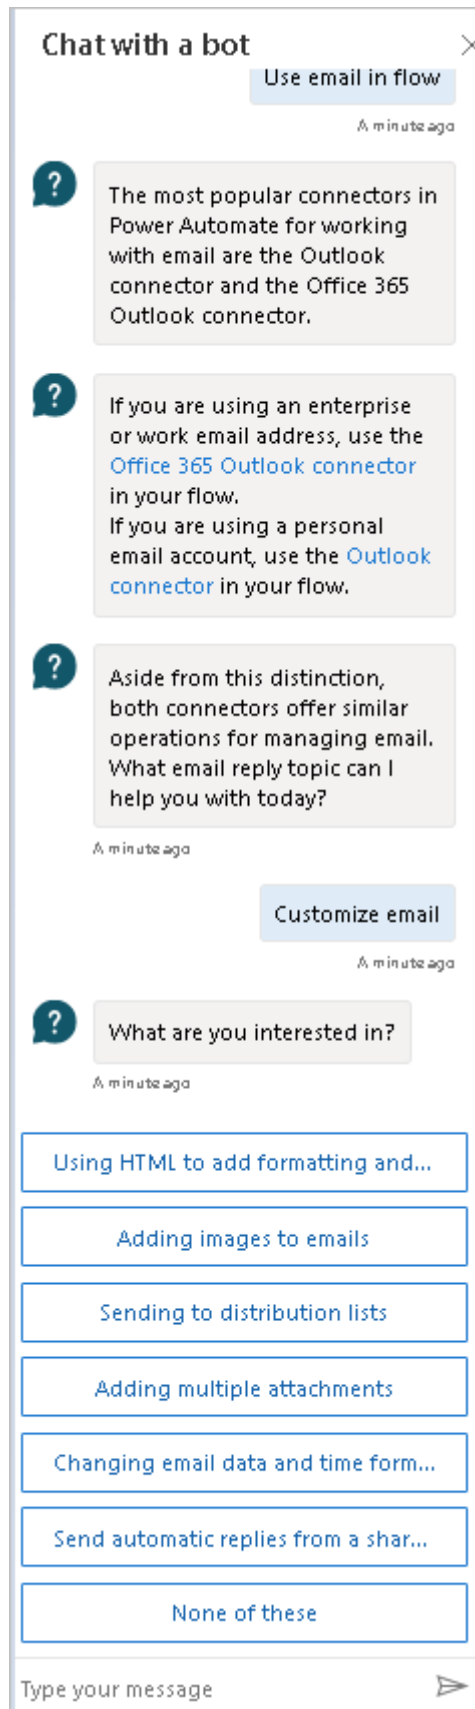 Chat with a bot
Use email in flow
A minute ago
?
The most popular connectors in
Power Automate for working
with email are the Outlook
connector and the Office 365
Outlook connector.
?
If you are using an enterprise
or work email address, use the
Office 365 Outlook connector
in your flow.
If you are using a personal
email account, use the Outlook
connector in your flow.
?
Aside from this distinction,
both connectors offer similar
operations for managing email.
What email reply topic can I
help you with today?
A minute ago
Customize email
A minute ago
?
What are you interested in?
A minute ago
Using HTML to add formatting and...
Adding images to emails
Sending to distribution lists
Adding multiple attachments
Changing email data and time form...
Send automatic replies from a shar...
None of these
Type your message